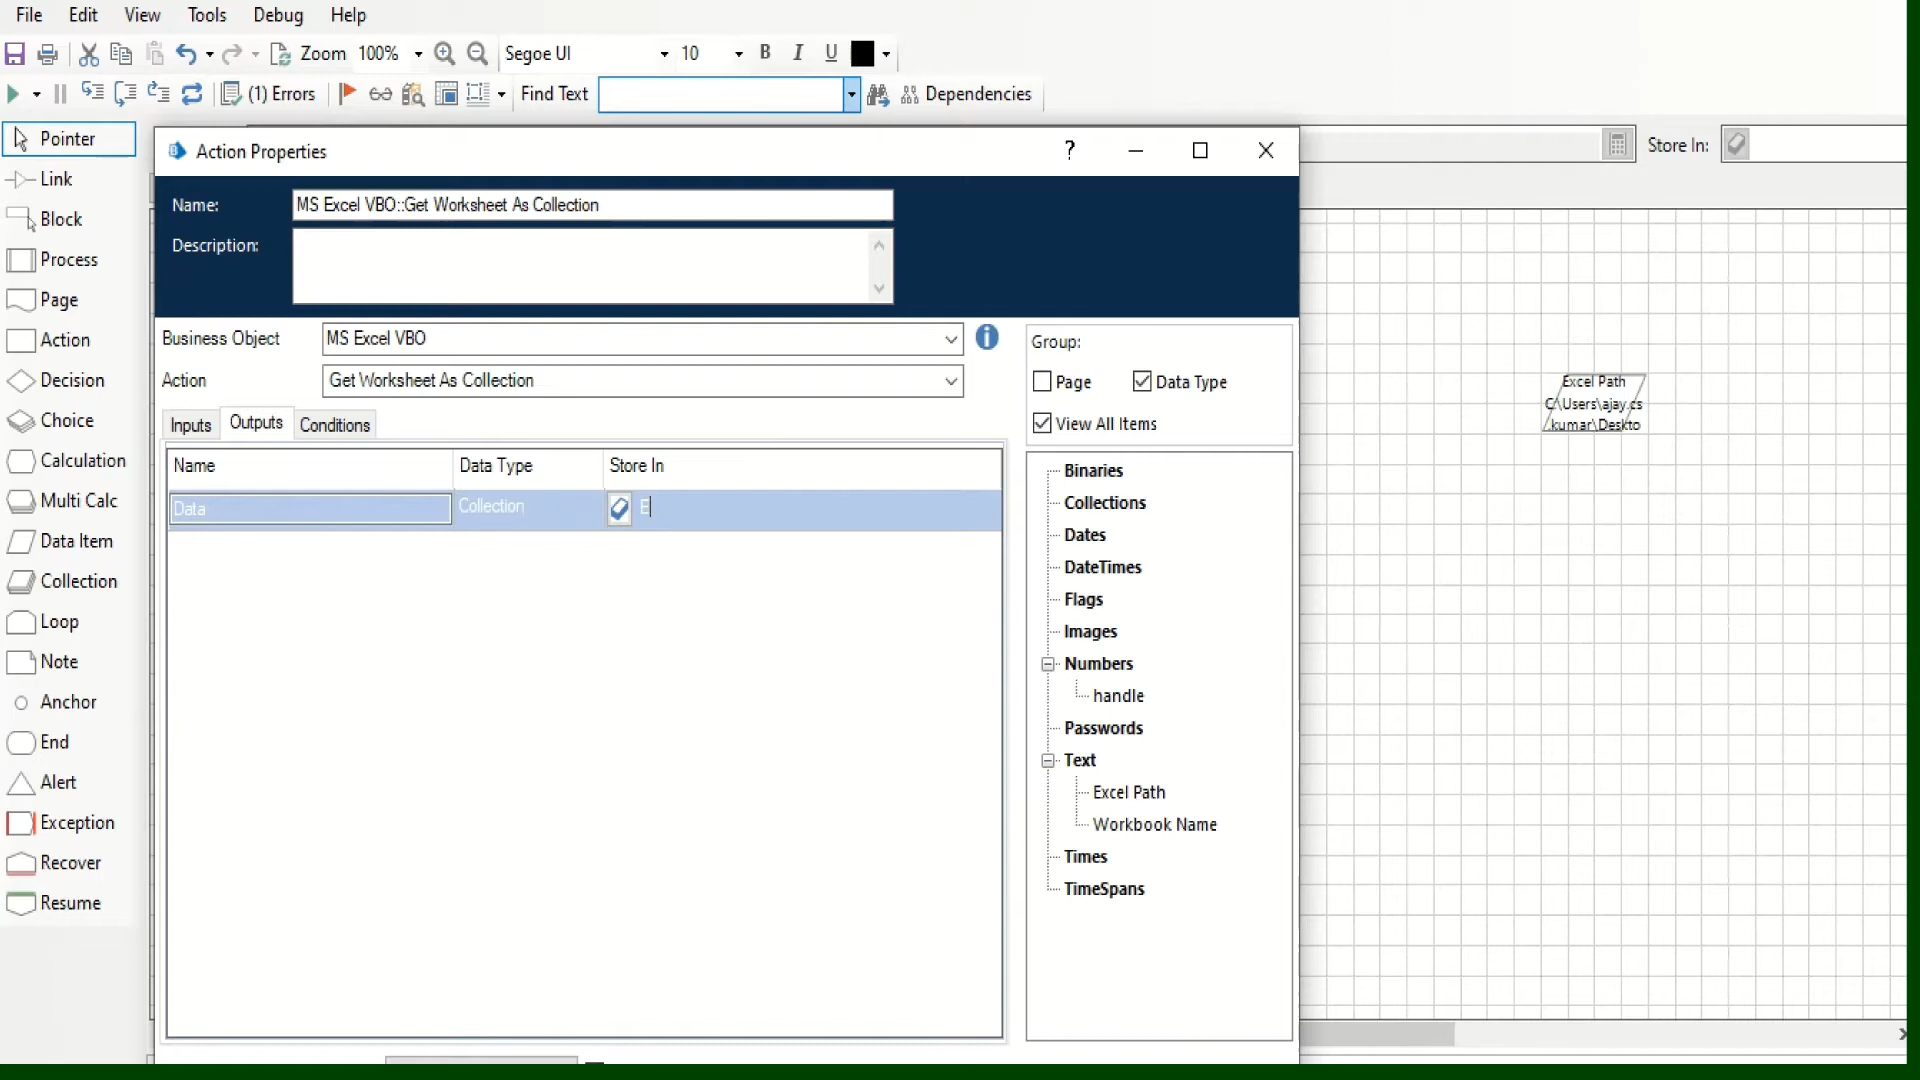 File Edit View Tools Debug Help
Zoom 100% Segoe UI 10 B I U
(1) Errors Find Text Dependencies
Pointer
Link
Block
Process
Page
Action
Decision
Choice
Calculation
Multi Calc
Data Item
Collection
Loop
Note
Anchor
End
Alert
Exception
Recover
Resume
Action Properties ?
Name: MS Excel VBO::Get Worksheet As Collection
Description:
Business Object MS Excel VBO
Action Get Worksheet As Collection
Inputs Outputs Conditions
Name Data Type Store In
Data Collection E
Group:
Page Data Type
View All Items
Binaries
Collections
Dates
DateTimes
Flags
Images
Numbers
handle
Passwords
Text
Excel Path
Workbook Name
Times
TimeSpans
Store In:
Excel Path
C:\Users\ajay.cs
.kumar\Deskto